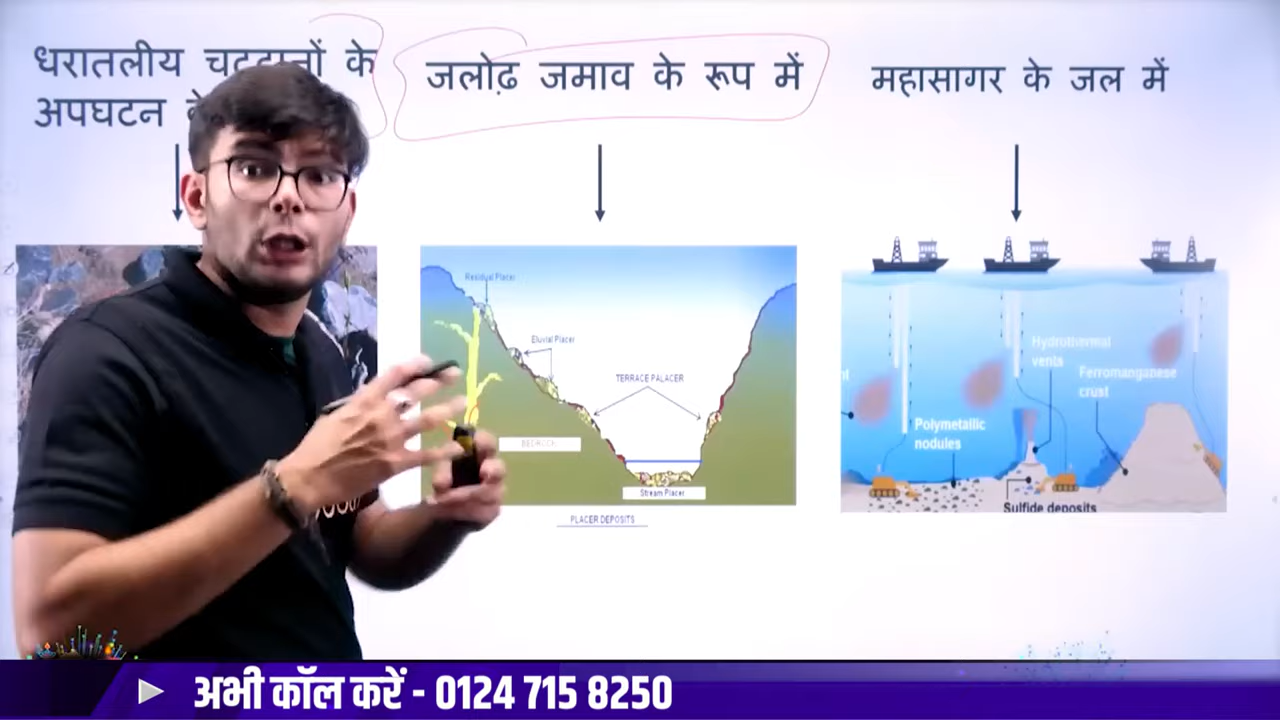 धरातलीय चट्टानों के
अपघटन
जलोढ़ जमाव के रूप में
महासागर के जल में
Residual Placer
Eluvial Placer
TERRACE PALACER
BEDROCK
Stream Placer
PLACER DEPOSITS
Hydrothermal
vents
Ferromanganese
crust
Polymetallic
nodules
Sulfide deposits
अभी कॉल करें - 0124 715 8250